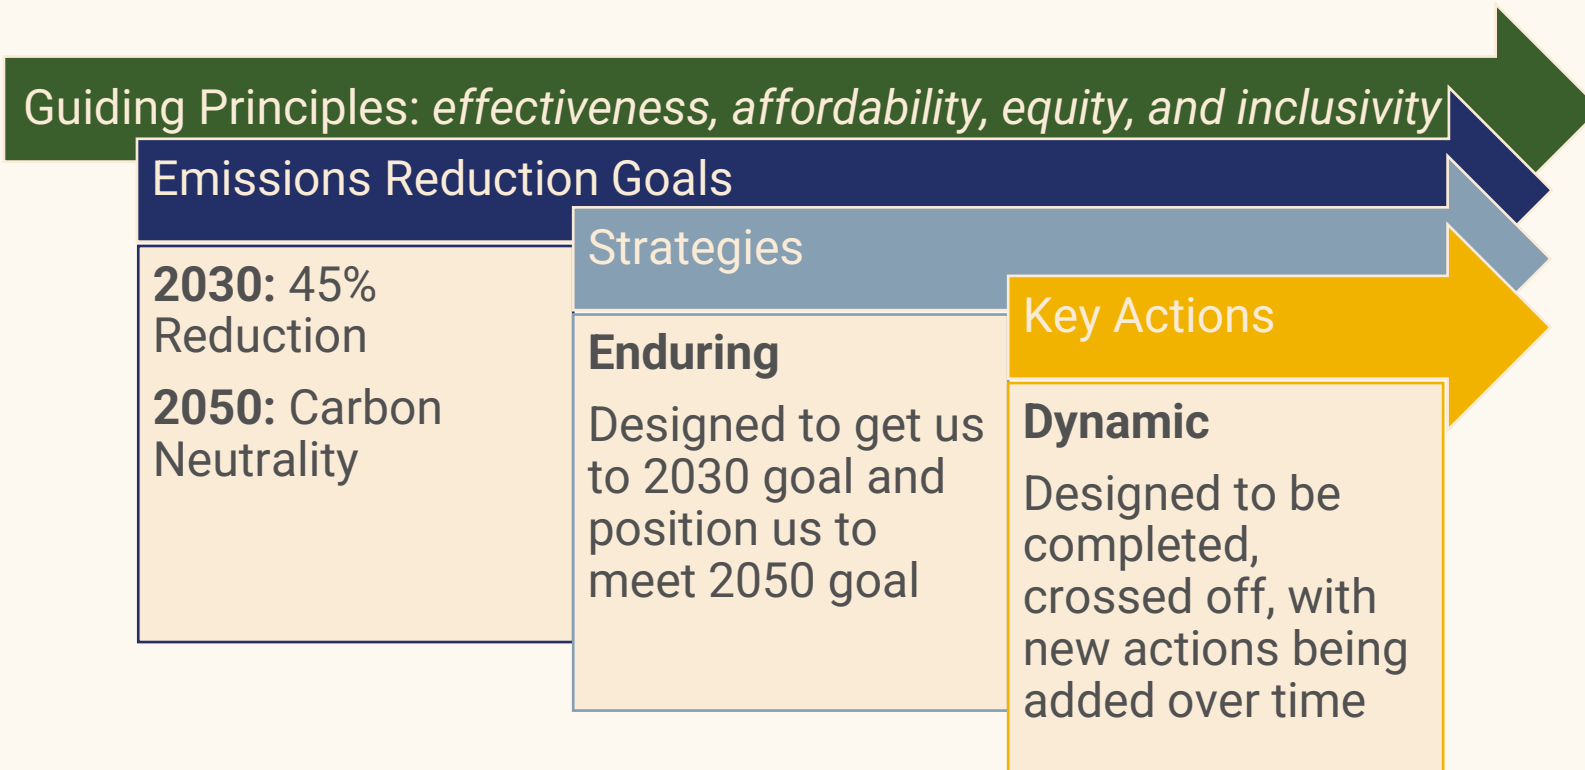 Guiding Principles: effectiveness, affordability, equity, and inclusivity
Emissions Reduction Goals
2030: 45%
Reduction
2050: Carbon
Neutrality
Strategies
Enduring
Designed to get us
to 2030 goal and
position us to
meet 2050 goal
Key Actions
Dynamic
Designed to be
completed,
crossed off, with
new actions being
added over time